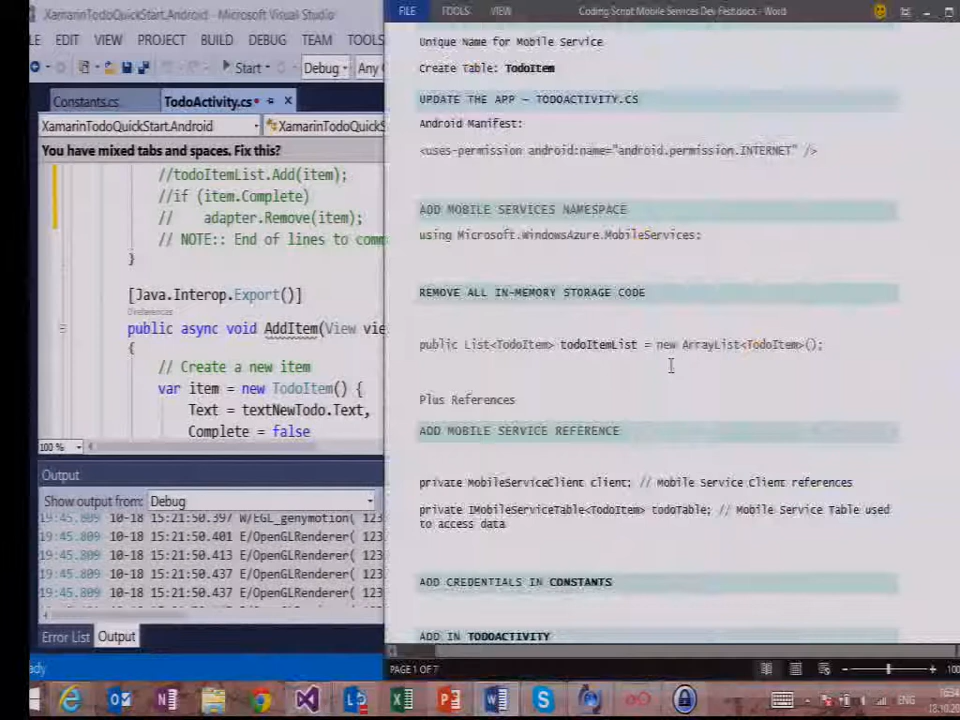 XamarinTodoQuickStart.Android - Microsoft Visual Studio
LE EDIT VIEW PROJECT BUILD DEBUG TEAM TOOLS
Start Debug Any
Constants.cs TodoActivity.cs
XamarinTodoQuickStart.Android XamarinTodoQuickS
You have mixed tabs and spaces. Fix this?
//todoItemList.Add(item);
//if (item.Complete)
// adapter.Remove(item);
// NOTE:: End of lines to comm
}
[Java.Interop.Export()]
0 references
public async void AddItem(View vie
{
// Create a new item
var item = new TodoItem() {
Text = textNewTodo.Text,
Complete = false
100 %
Output
Show output from: Debug
19:45.809 10-18 15:21:50.397 W/EGL_genymotion( 123
19:45.809 10-18 15:21:50.401 E/OpenGLRenderer( 123
19:45.809 10-18 15:21:50.413 E/OpenGLRenderer( 123
19:45.809 10-18 15:21:50.437 E/OpenGLRenderer( 123
19:45.809 10-18 15:21:50.437 E/OpenGLRenderer( 123
Error List Output
ady
Coding Script Mobile Services Dev Fest.docx - Word
FILE TOOLS VIEW
Unique Name for Mobile Service
Create Table: TodoItem
UPDATE THE APP – TODOACTIVITY.CS
Android Manifest:
<uses-permission android:name="android.permission.INTERNET" />
ADD MOBILE SERVICES NAMESPACE
using Microsoft.WindowsAzure.MobileServices;
REMOVE ALL IN-MEMORY STORAGE CODE
public List<TodoItem> todoItemList = new ArrayList<TodoItem>();
Plus References
ADD MOBILE SERVICE REFERENCE
private MobileServiceClient client; // Mobile Service Client references
private IMobileServiceTable<TodoItem> todoTable; // Mobile Service Table used
to access data
ADD CREDENTIALS IN CONSTANTS
ADD IN TODOACTIVITY
PAGE 1 OF 7
100
ENG
18.10.20